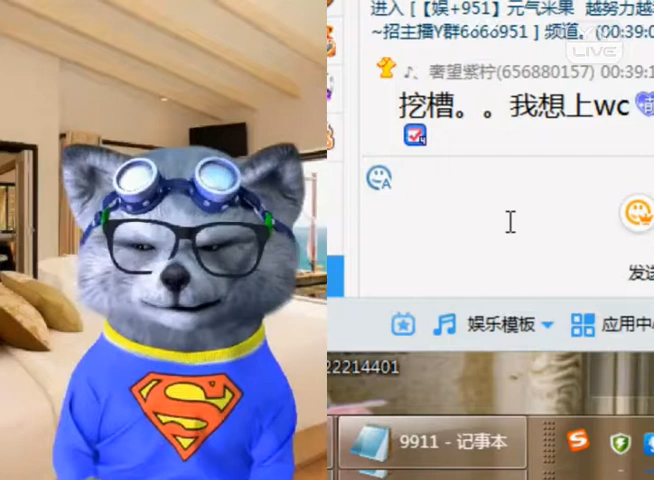 进入 [【娱+951】元气米果 越努力越
~招主播Y群6666951 ] 频道。(00:39:0
LIVE
♪、奢望紫柠(656880157) 00:39:1
挖槽。。我想上wc
A
发送
娱乐模板
应用中心
22214401
9911 - 记事本
S